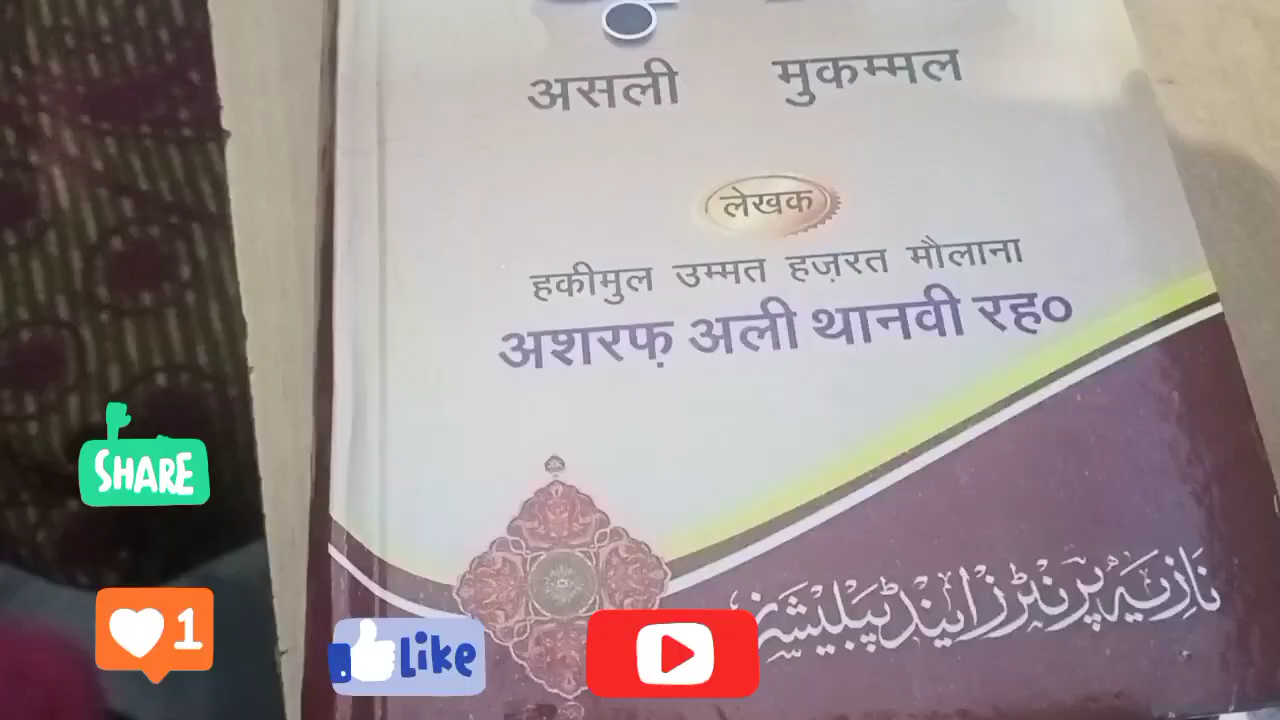 असली मुकम्मल
लेखक
हकीमुल उम्मत हज़रत मौलाना
अशरफ़ अली थानवी रह०
نازیہ پرنٹرز اینڈ پبلیشرز
SHARE
1
Like